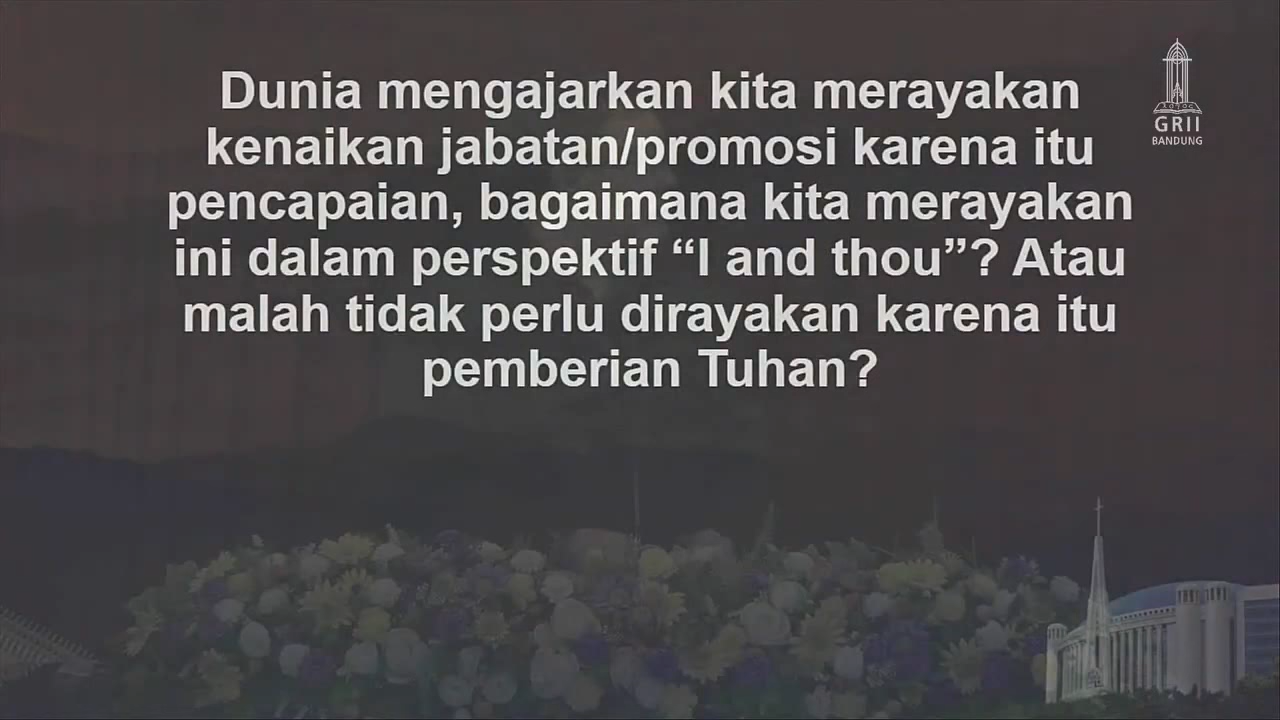 Dunia mengajarkan kita merayakan
kenaikan jabatan/promosi karena itu
pencapaian, bagaimana kita merayakan
ini dalam perspektif “I and thou”? Atau
malah tidak perlu dirayakan karena itu
pemberian Tuhan?
GRII
BANDUNG